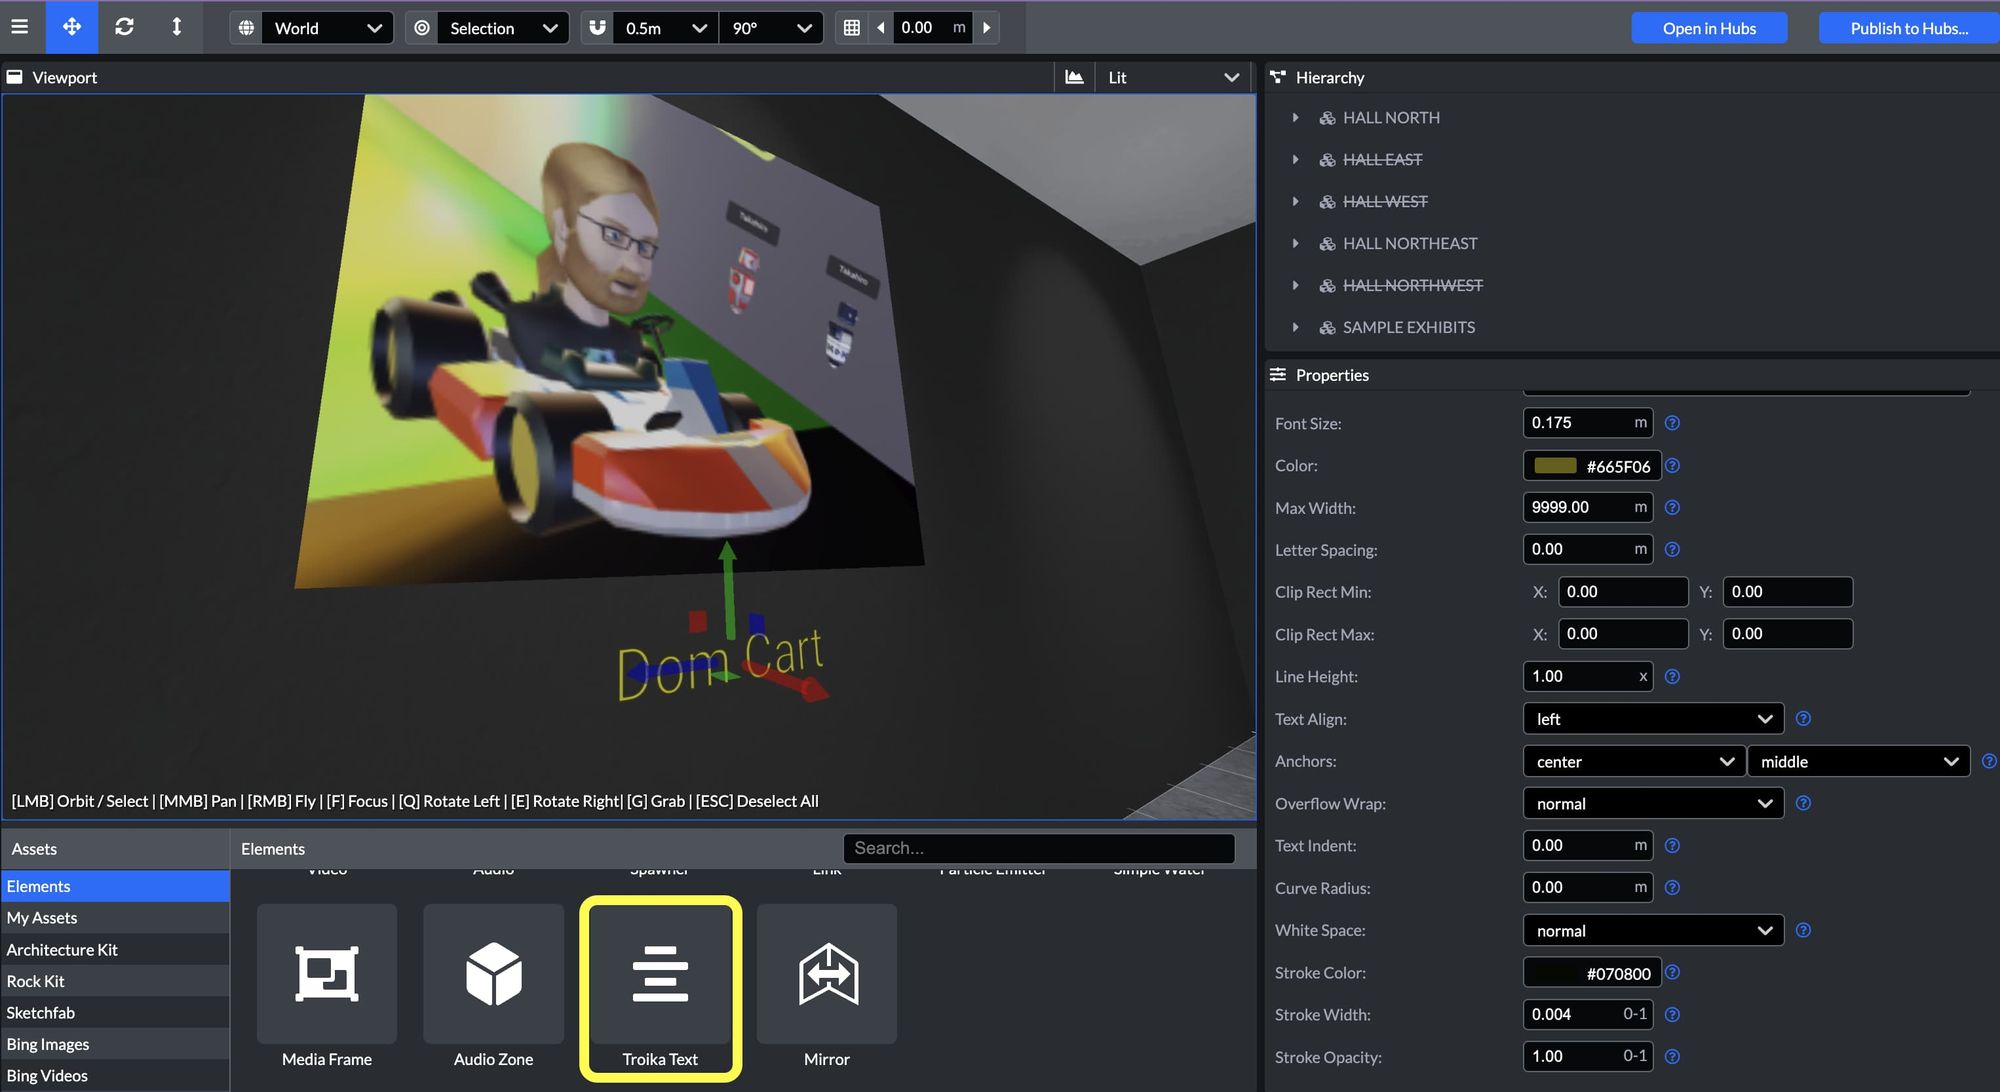 World Selection 0.5m 90° 0.00 m Open in Hubs Publish to Hubs...
Viewport Lit
Takahiro
Takahiro
Dom Cart
[LMB] Orbit / Select | [MMB] Pan | [RMB] Fly | [F] Focus | [Q] Rotate Left | [E] Rotate Right| [G] Grab | [ESC] Deselect All
Hierarchy
HALL NORTH
HALL EAST
HALL WEST
HALL NORTHEAST
HALL NORTHWEST
SAMPLE EXHIBITS
Properties
Font Size: 0.175 m
Color: #665F06
Max Width: 9999.00 m
Letter Spacing: 0.00 m
Clip Rect Min: X: 0.00 Y: 0.00
Clip Rect Max: X: 0.00 Y: 0.00
Line Height: 1.00 x
Text Align: left
Anchors: center middle
Overflow Wrap: normal
Text Indent: 0.00 m
Curve Radius: 0.00 m
White Space: normal
Stroke Color: #070800
Stroke Width: 0.004 0-1
Stroke Opacity: 1.00 0-1
Assets
Elements
My Assets
Architecture Kit
Rock Kit
Sketchfab
Bing Images
Bing Videos
Elements Search...
Video Audio Spawner Link Particle Emitter Simple Water
Media Frame Audio Zone Troika Text Mirror